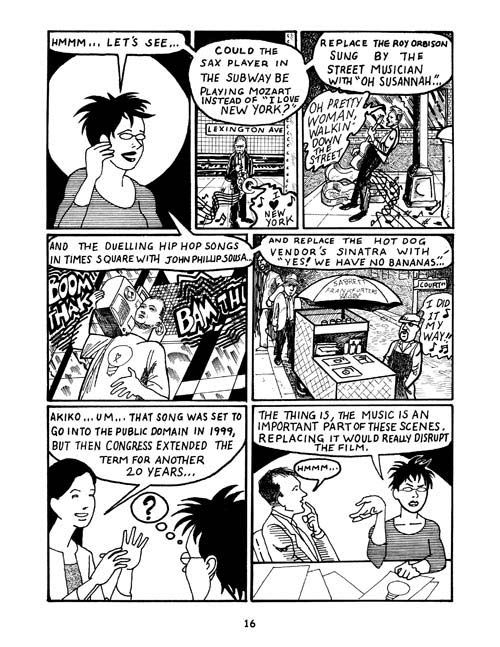 HMMM... LET'S SEE...
COULD THE
SAX PLAYER IN
THE SUBWAY BE
PLAYING MOZART
INSTEAD OF "I LOVE
NEW YORK?"
LEXINGTON AVE
I ♥
NEW
YORK
REPLACE THE ROY ORBISON
SUNG BY THE
STREET MUSICIAN
WITH "OH SUSANNAH"...
OH PRETTY
WOMAN,
WALKIN'
DOWN
THE
STREET
AND THE DUELLING HIP HOP SONGS
IN TIMES SQUARE WITH JOHN PHILLIP SOUSA...
BOOM
THAK
BAM
AND REPLACE THE HOT DOG
VENDOR'S SINATRA WITH
"YES! WE HAVE NO BANANAS"...
SABRETT
FRANKFURTERS
COURT
I DID
IT
MY
WAY!!
AKIKO... UM... THAT SONG WAS SET TO
GO INTO THE PUBLIC DOMAIN IN 1999,
BUT THEN CONGRESS EXTENDED THE
TERM FOR ANOTHER
20 YEARS...
?
THE THING IS, THE MUSIC IS AN
IMPORTANT PART OF THESE SCENES,
REPLACING IT WOULD REALLY DISRUPT
THE FILM.
HMMM...
16